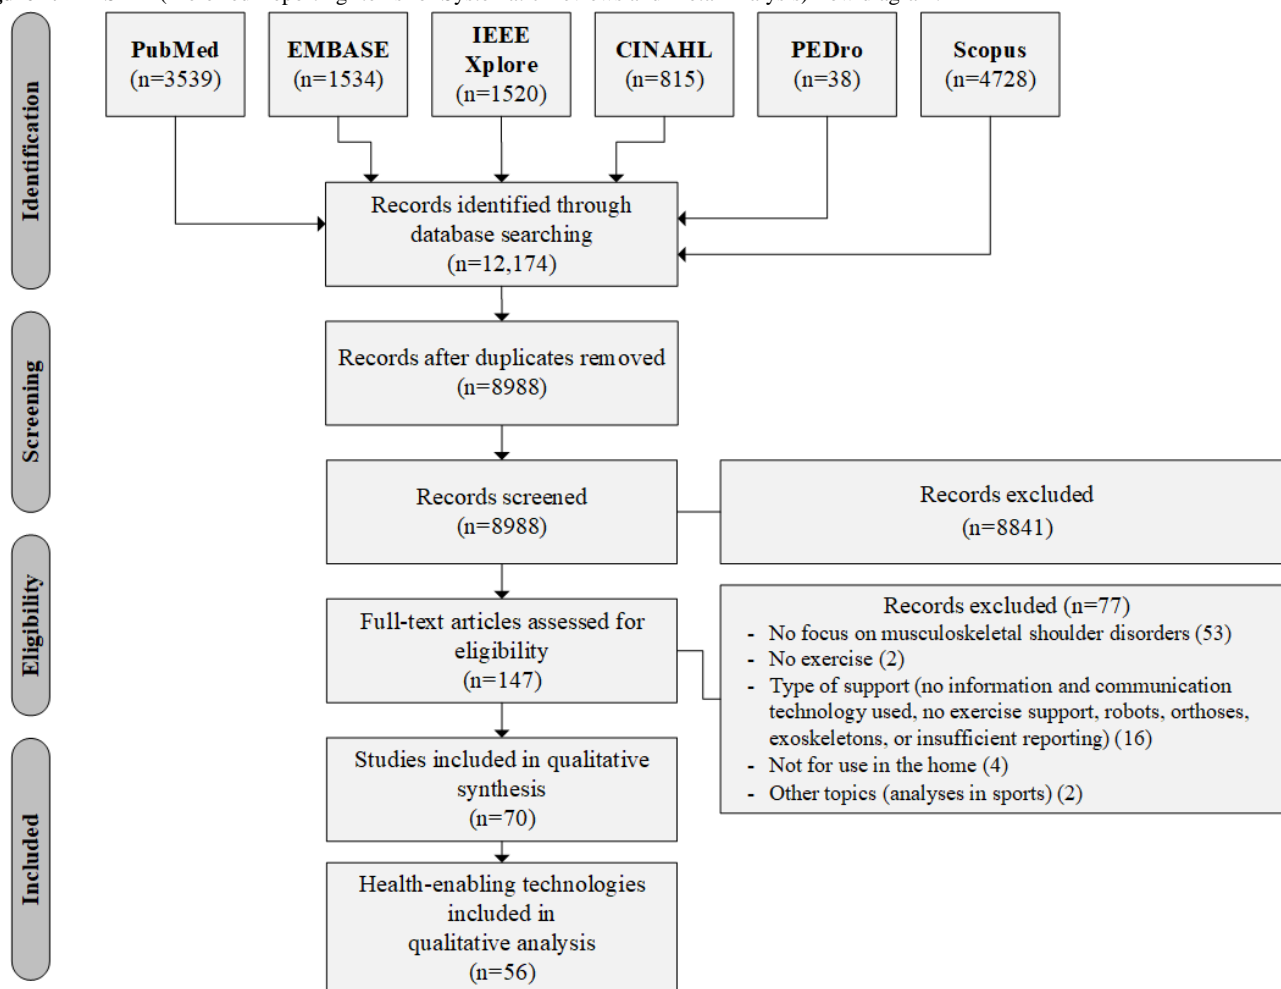 Identification
PubMed
(n=3539)
EMBASE
(n=1534)
IEEE
Xplore
(n=1520)
CINAHL
(n=815)
PEDro
(n=38)
Scopus
(n=4728)
Records identified through
database searching
(n=12,174)
Screening
Records after duplicates removed
(n=8988)
Records screened
(n=8988)
Records excluded
(n=8841)
Eligibility
Full-text articles assessed for
eligibility
(n=147)
Records excluded (n=77)
- No focus on musculoskeletal shoulder disorders (53)
- No exercise (2)
- Type of support (no information and communication
technology used, no exercise support, robots, orthoses,
exoskeletons, or insufficient reporting) (16)
- Not for use in the home (4)
- Other topics (analyses in sports) (2)
Included
Studies included in qualitative
synthesis
(n=70)
Health-enabling technologies
included in
qualitative analysis
(n=56)